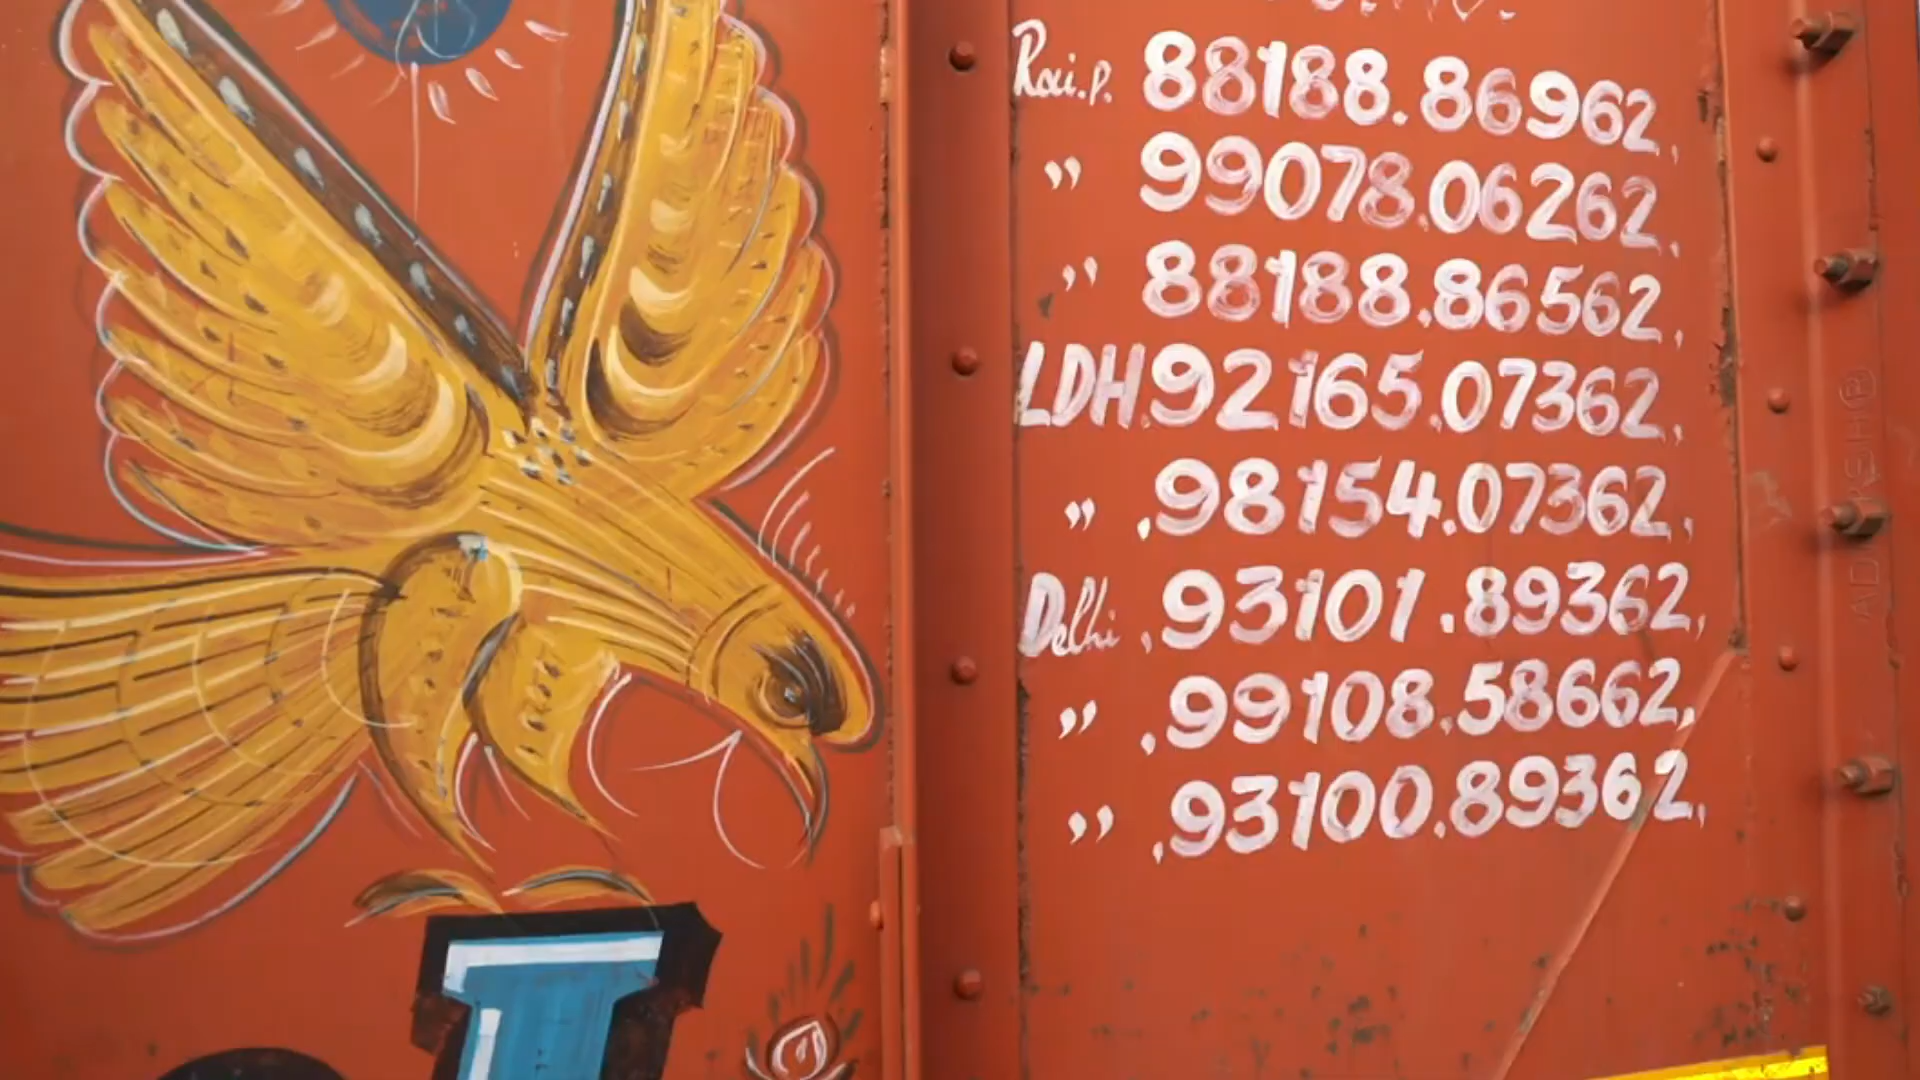 Rai.P. 88188.86962,
,, 99078.06262,
,, 88188.86562,
LDH.92165.07362,
,, .98154.07362,
Delhi .93101.89362,
,, .99108.58662,
,, .93100.89362,